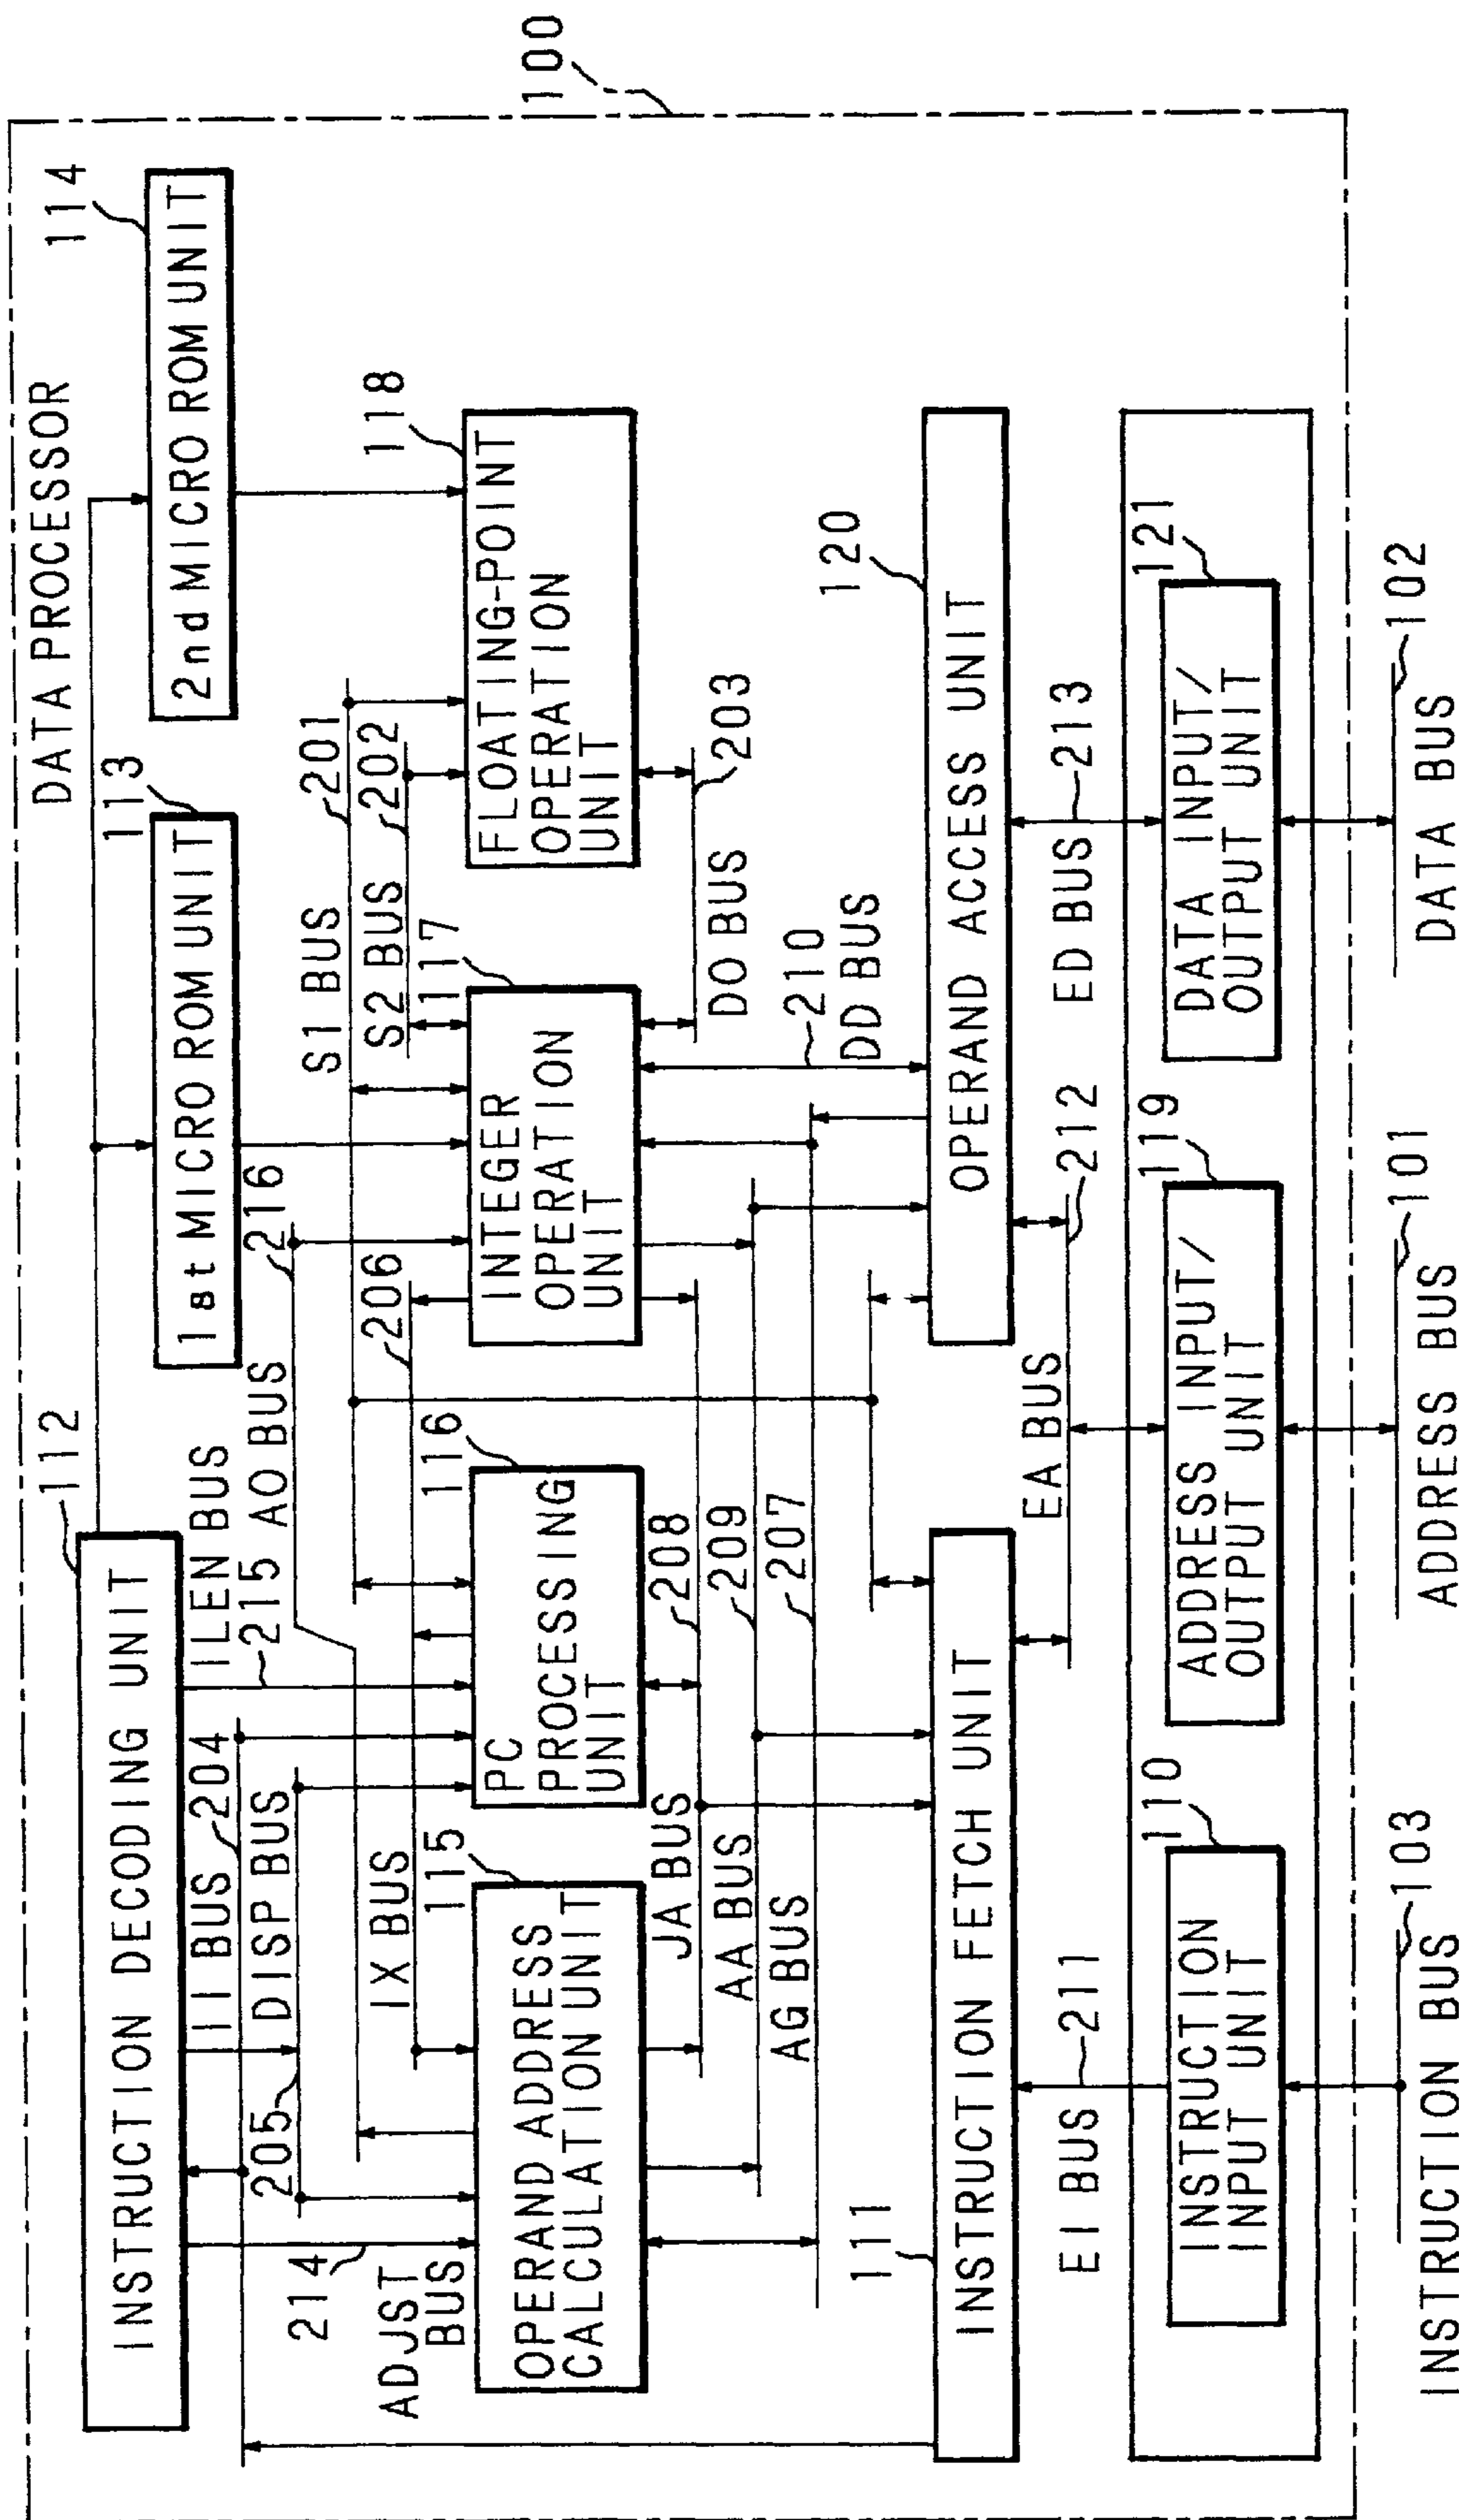 100
DATA PROCESSOR
112
INSTRUCTION DECODING UNIT
113
1st MICRO ROM UNIT
114
2nd MICRO ROM UNIT
214
ADJST
BUS
205
II BUS
204
DISP BUS
ILEN BUS
215
AO BUS
216
IX BUS
206
S1 BUS
201
S2 BUS
202
115
OPERAND ADDRESS
CALCULATION UNIT
116
PC
PROCESSING
UNIT
117
INTEGER
OPERATION
UNIT
118
FLOATING-POINT
OPERATION
UNIT
JA BUS
208
AA BUS
209
AG BUS
207
DO BUS
203
210
DD BUS
111
INSTRUCTION FETCH UNIT
120
OPERAND ACCESS UNIT
EI BUS
211
EA BUS
212
ED BUS
213
110
INSTRUCTION
INPUT UNIT
119
ADDRESS INPUT/
OUTPUT UNIT
121
DATA INPUT/
OUTPUT UNIT
103
INSTRUCTION BUS
101
ADDRESS BUS
102
DATA BUS